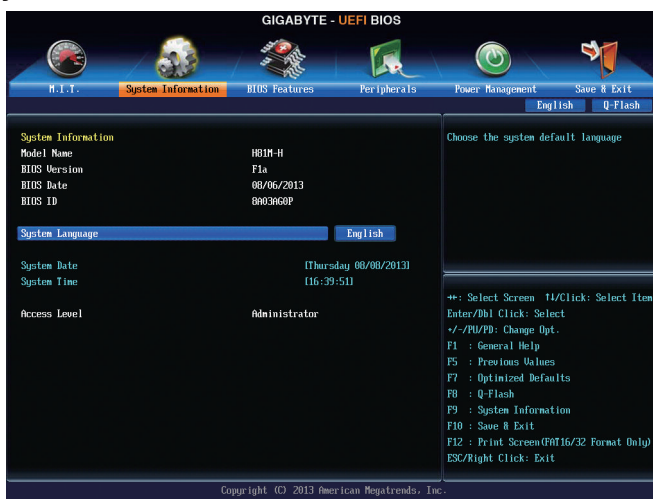 GIGABYTE - UEFI BIOS
M.I.T. System Information BIOS Features Peripherals Power Management Save & Exit
English Q-Flash
System Information
Model Name H81M-H
BIOS Version F1a
BIOS Date 08/06/2013
BIOS ID 8A03AG0P
System Language English
System Date [Thursday 08/08/2013]
System Time [16:39:51]
Access Level Administrator
Choose the system default language
→←: Select Screen ↑↓/Click: Select Item
Enter/Dbl Click: Select
+/-/PU/PD: Change Opt.
F1 : General Help
F5 : Previous Values
F7 : Optimized Defaults
F8 : Q-Flash
F9 : System Information
F10 : Save & Exit
F12 : Print Screen(FAT16/32 Format Only)
ESC/Right Click: Exit
Copyright (C) 2013 American Megatrends, Inc.